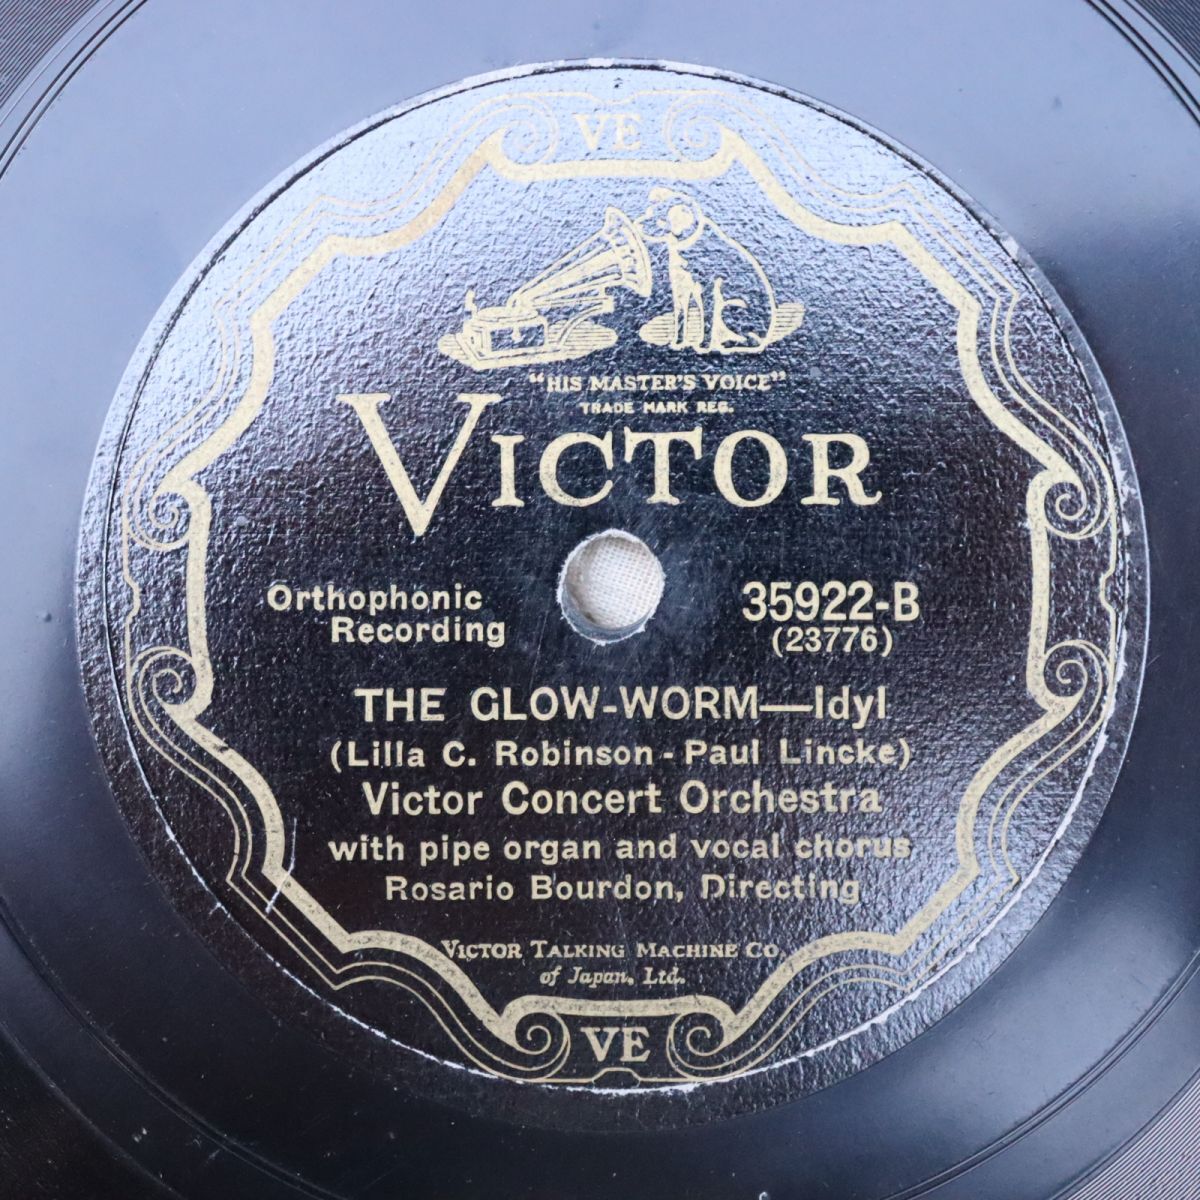 VE
"HIS MASTER'S VOICE"
TRADE MARK REG.
VICTOR
Orthophonic
Recording
35922-B
(23776)
THE GLOW-WORM—Idyl
(Lilla C. Robinson - Paul Lincke)
Victor Concert Orchestra
with pipe organ and vocal chorus
Rosario Bourdon, Directing
VICTOR TALKING MACHINE CO.
of Japan, Ltd.
VE